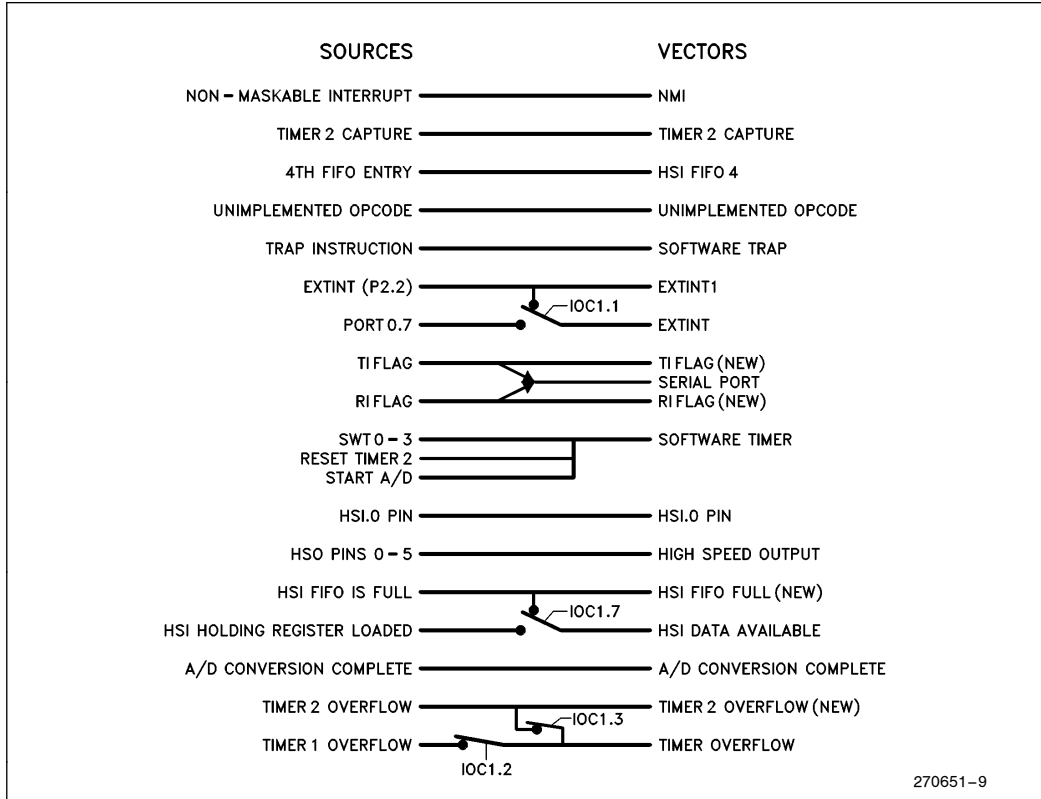 SOURCES VECTORS
NON – MASKABLE INTERRUPT NMI
TIMER 2 CAPTURE TIMER 2 CAPTURE
4TH FIFO ENTRY HSI FIFO 4
UNIMPLEMENTED OPCODE UNIMPLEMENTED OPCODE
TRAP INSTRUCTION SOFTWARE TRAP
EXTINT (P2.2) EXTINT1
IOC1.1
PORT 0.7 EXTINT
TI FLAG TI FLAG (NEW)
SERIAL PORT
RI FLAG RI FLAG (NEW)
SWT 0 – 3 SOFTWARE TIMER
RESET TIMER 2
START A/D
HSI.0 PIN HSI.0 PIN
HSO PINS 0 – 5 HIGH SPEED OUTPUT
HSI FIFO IS FULL HSI FIFO FULL (NEW)
IOC1.7
HSI HOLDING REGISTER LOADED HSI DATA AVAILABLE
A/D CONVERSION COMPLETE A/D CONVERSION COMPLETE
TIMER 2 OVERFLOW TIMER 2 OVERFLOW (NEW)
IOC1.3
TIMER 1 OVERFLOW TIMER OVERFLOW
IOC1.2
270651–9